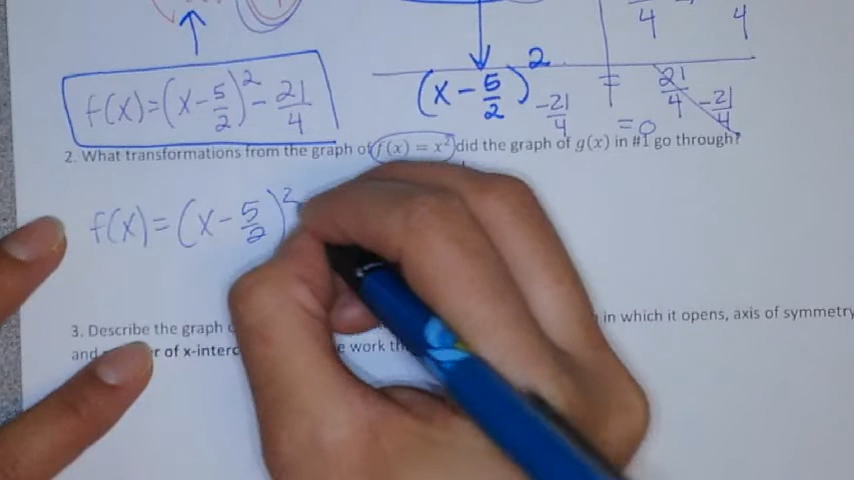 4 4
f(x)=(x-5/2)²-21/4
(x-5/2)² -21/4 = 21/4 -21/4
=0
2. What transformations from the graph of f(x) = x² did the graph of g(x) in #1 go through?
f(x)=(x-5/2)²
3. Describe the graph in which it opens, axis of symmetry
and of x-interc work th